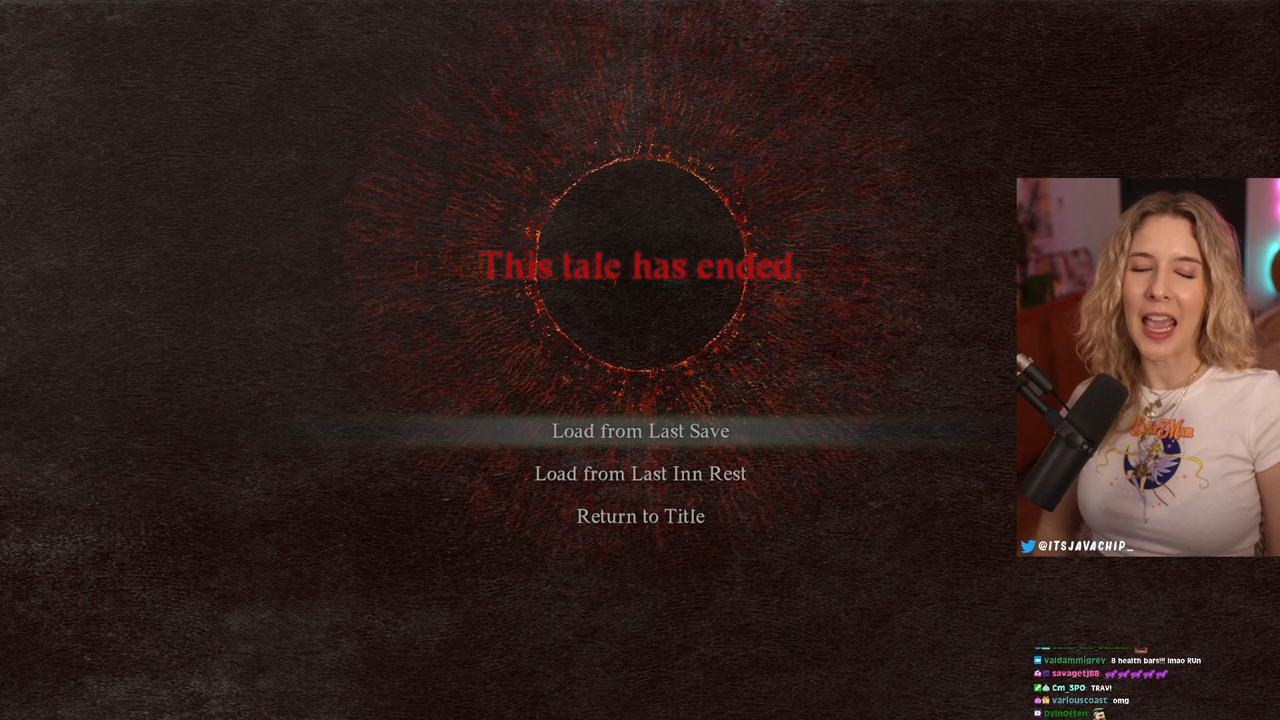 This tale has ended.
Load from Last Save
Load from Last Inn Rest
Return to Title
@ITSJAVACHIP_
valdammigrey: 8 health bars!!! lmao RUn
savagetj88:
Cm_3PO: TRAV!
variouscoast: omg
DyinOften: